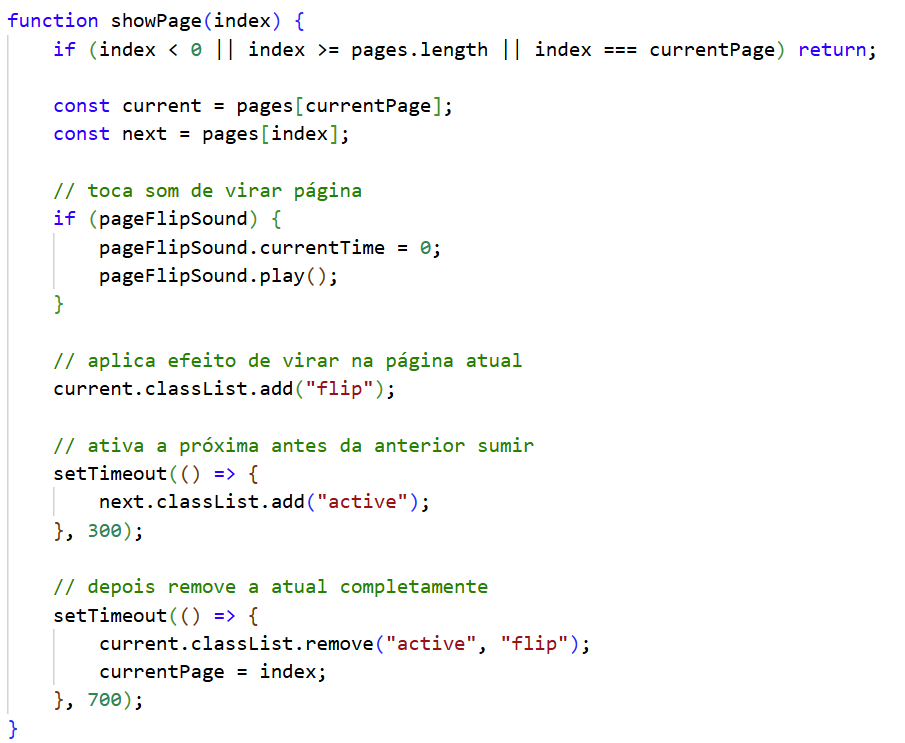 function showPage(index) {
    if (index < 0 || index >= pages.length || index === currentPage) return;

    const current = pages[currentPage];
    const next = pages[index];

    // toca som de virar página
    if (pageFlipSound) {
        pageFlipSound.currentTime = 0;
        pageFlipSound.play();
    }

    // aplica efeito de virar na página atual
    current.classList.add("flip");

    // ativa a próxima antes da anterior sumir
    setTimeout(() => {
        next.classList.add("active");
    }, 300);

    // depois remove a atual completamente
    setTimeout(() => {
        current.classList.remove("active", "flip");
        currentPage = index;
    }, 700);
}